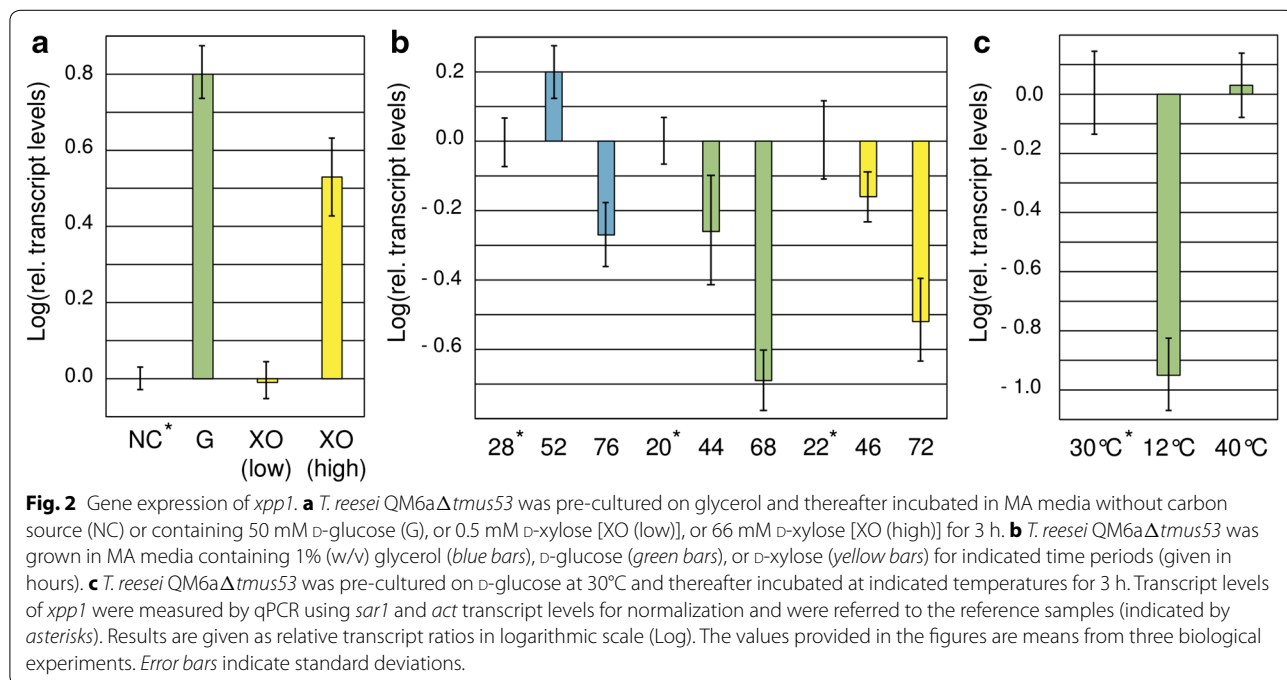 a
Log(rel. transcript levels)
0.8
0.6
0.4
0.2
0.0
NC* G XO (low) XO (high)
b
Log(rel. transcript levels)
0.2
0.0
- 0.2
- 0.4
- 0.6
28* 52 76 20* 44 68 22* 46 72
c
Log(rel. transcript levels)
0.0
- 0.2
- 0.4
- 0.6
- 0.8
- 1.0
30°C* 12°C 40°C
Fig. 2 Gene expression of xpp1. a T. reesei QM6aΔtmus53 was pre-cultured on glycerol and thereafter incubated in MA media without carbon
source (NC) or containing 50 mM D-glucose (G), or 0.5 mM D-xylose [XO (low)], or 66 mM D-xylose [XO (high)] for 3 h. b T. reesei QM6aΔtmus53 was
grown in MA media containing 1% (w/v) glycerol (blue bars), D-glucose (green bars), or D-xylose (yellow bars) for indicated time periods (given in
hours). c T. reesei QM6aΔtmus53 was pre-cultured on D-glucose at 30°C and thereafter incubated at indicated temperatures for 3 h. Transcript levels
of xpp1 were measured by qPCR using sar1 and act transcript levels for normalization and were referred to the reference samples (indicated by
asterisks). Results are given as relative transcript ratios in logarithmic scale (Log). The values provided in the figures are means from three biological
experiments. Error bars indicate standard deviations.